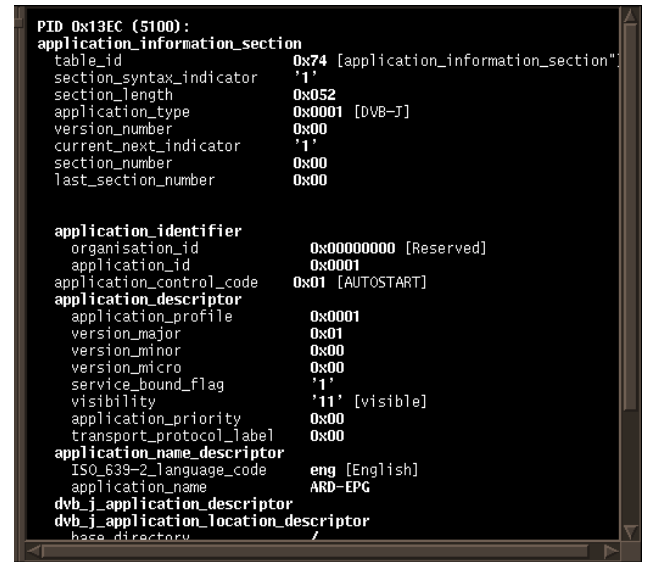 PID 0x13EC (5100):
application_information_section
table_id 0x74 [application_information_section"]
section_syntax_indicator '1'
section_length 0x052
application_type 0x0001 [DVB-J]
version_number 0x00
current_next_indicator '1'
section_number 0x00
last_section_number 0x00
application_identifier
organisation_id 0x00000000 [Reserved]
application_id 0x0001
application_control_code 0x01 [AUTOSTART]
application_descriptor
application_profile 0x0001
version_major 0x01
version_minor 0x00
version_micro 0x00
service_bound_flag '1'
visibility '11' [visible]
application_priority 0x00
transport_protocol_label 0x00
application_name_descriptor
ISO_639-2_language_code eng [English]
application_name ARD-EPG
dvb_j_application_descriptor
dvb_j_application_location_descriptor
base_directory /